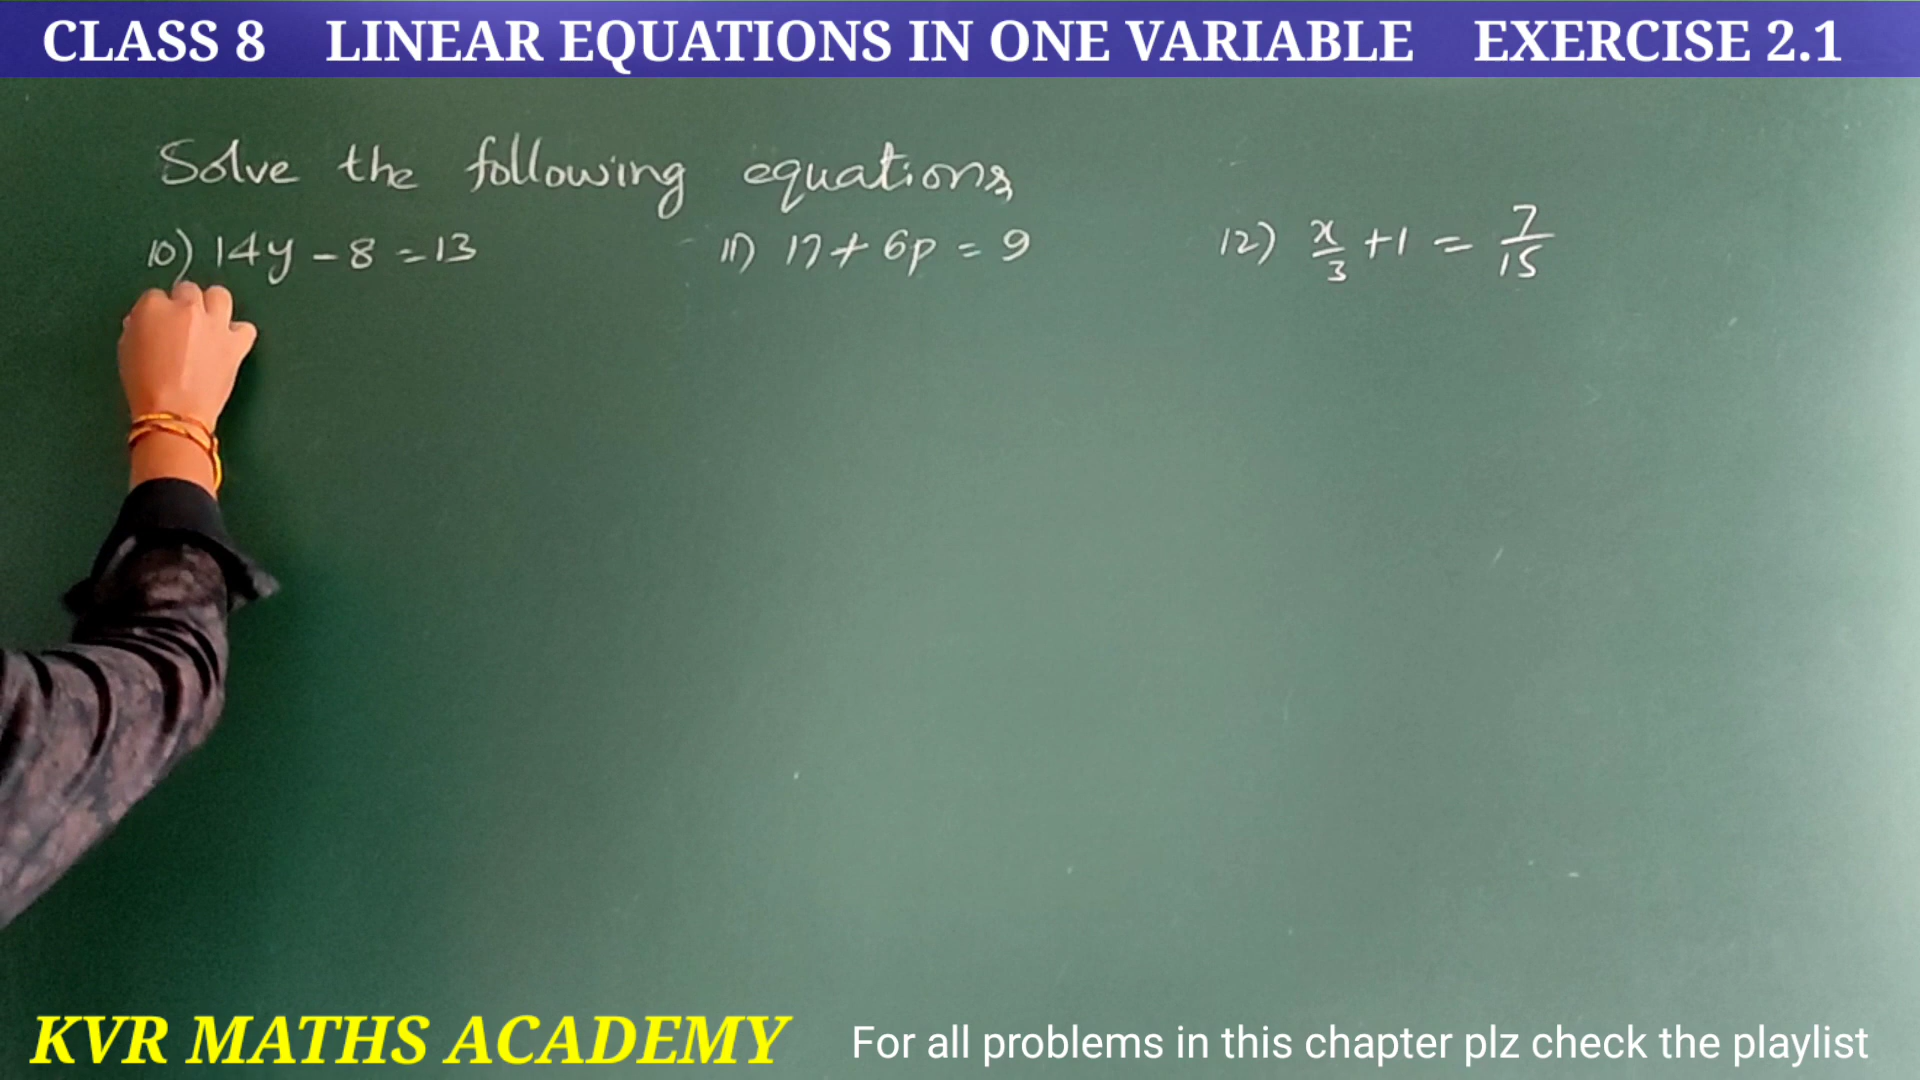 CLASS 8 LINEAR EQUATIONS IN ONE VARIABLE EXERCISE 2.1
Solve the following equations
10) 14y - 8 = 13 11) 17 + 6p = 9 12) x/3 + 1 = 7/15
KVR MATHS ACADEMY For all problems in this chapter plz check the playlist